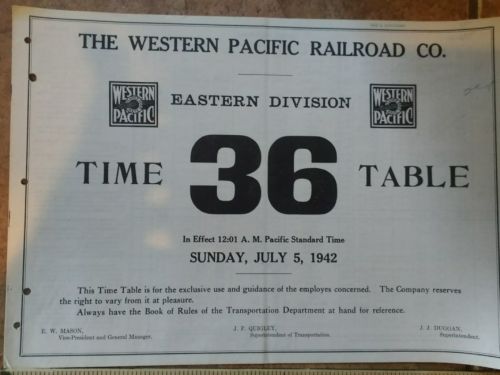 THE WESTERN PACIFIC RAILROAD CO.
WESTERN PACIFIC
EASTERN DIVISION
WESTERN PACIFIC
TIME 36 TABLE
In Effect 12:01 A. M. Pacific Standard Time
SUNDAY, JULY 5, 1942
This Time Table is for the exclusive use and guidance of the employes concerned. The Company reserves
the right to vary from it at pleasure.
Always have the Book of Rules of the Transportation Department at hand for reference.
E. W. MASON, J. F. QUIGLEY, J. J. DUGGAN,
Vice-President and General Manager. Superintendent of Transportation. Superintendent.